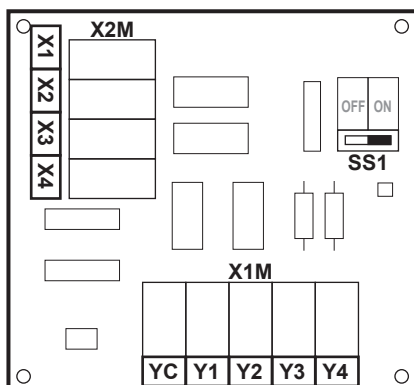 X2M
X1
X2
X3
X4
OFF ON
SS1
X1M
YC Y1 Y2 Y3 Y4